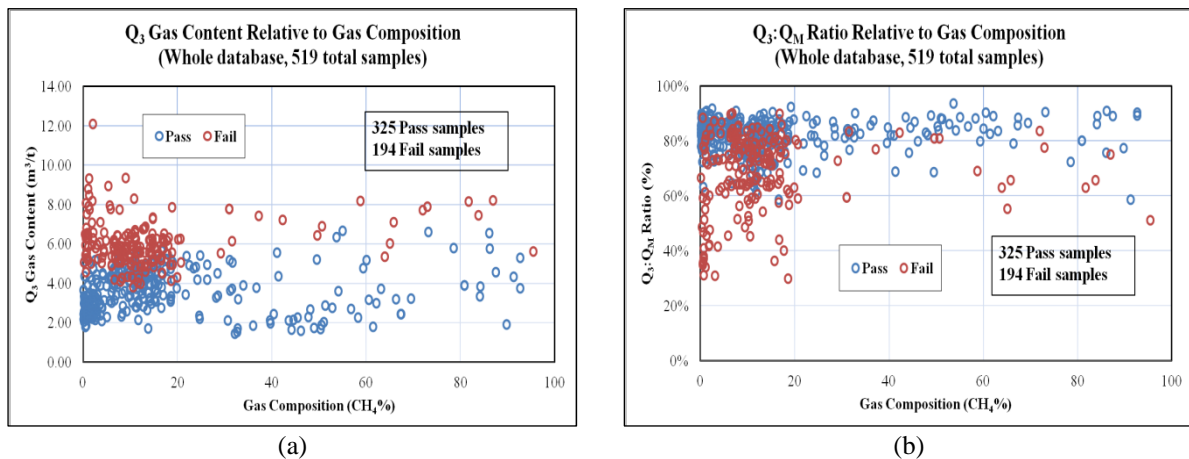 Q₃ Gas Content Relative to Gas Composition
(Whole database, 519 total samples)
14.00
12.00
10.00
8.00
6.00
4.00
2.00
0.00
Q₃ Gas Content (m³/t)
Pass Fail
325 Pass samples
194 Fail samples
0 20 40 60 80 100
Gas Composition (CH₄%)
(a)
Q₃:Q_M Ratio Relative to Gas Composition
(Whole database, 519 total samples)
100%
80%
60%
40%
20%
0%
Q₃:Q_M Ratio (%)
Pass Fail
325 Pass samples
194 Fail samples
0 20 40 60 80 100
Gas Composition (CH₄%)
(b)